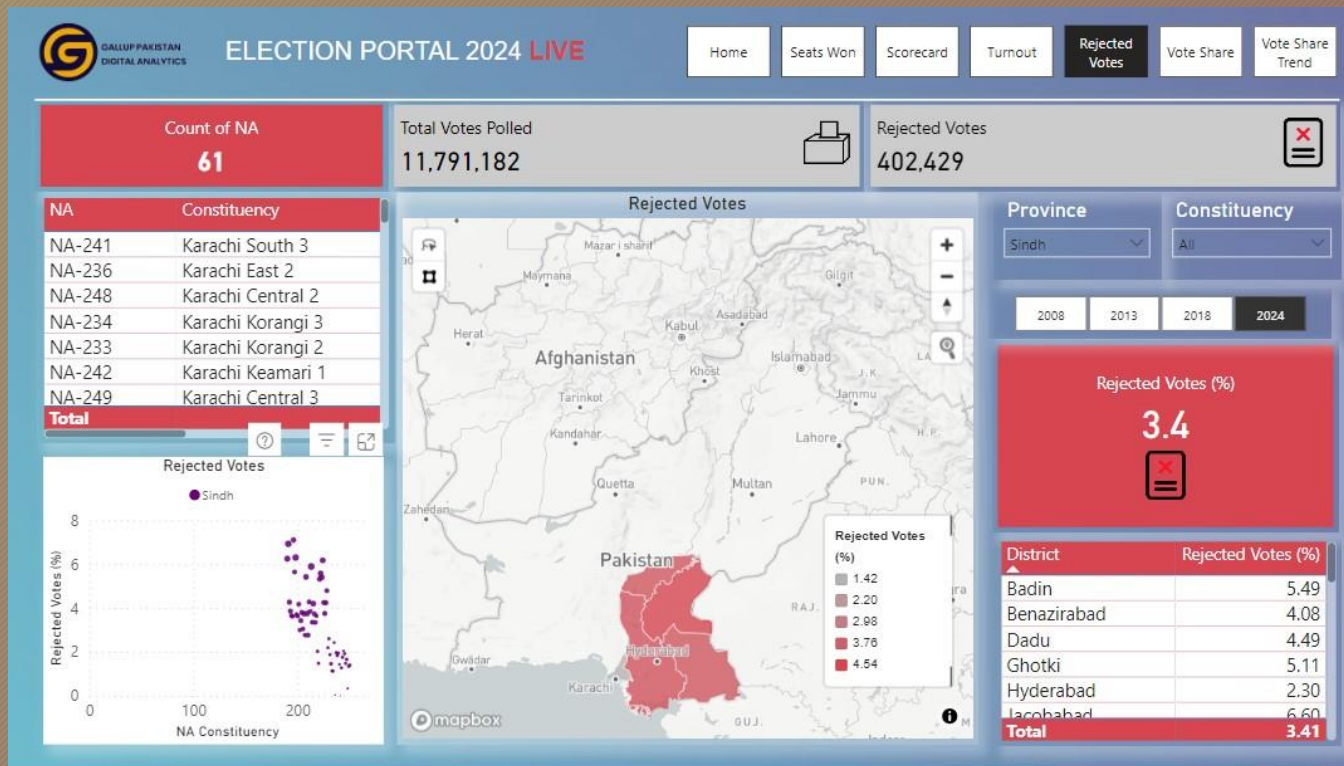 GALLUP PAKISTAN
DIGITAL ANALYTICS
ELECTION PORTAL 2024 LIVE
Home
Seats Won
Scorecard
Turnout
Rejected
Votes
Vote Share
Vote Share
Trend
Count of NA
61
Total Votes Polled
11,791,182
Rejected Votes
402,429
NA Constituency
NA-241 Karachi South 3
NA-236 Karachi East 2
NA-248 Karachi Central 2
NA-234 Karachi Korangi 3
NA-233 Karachi Korangi 2
NA-242 Karachi Keamari 1
NA-249 Karachi Central 3
Total
Rejected Votes
Sindh
Rejected Votes (%)
8
6
4
2
0
0 100 200
NA Constituency
Rejected Votes
Mazar i sharif
Maymana
Gilgit
Herat
Kabul
Asadabad
Afghanistan
Khost
Islamabad
LA
J.K.
Jammu
Tarinkot
Kandahar
Lahore
H.P.
Quetta
Multan
PUN.
Zahedan
Pakistan
RAJ.
Hyderabad
Gwadar
Karachi
GUJ.
mapbox
Rejected Votes
(%)
1.42
2.20
2.98
3.76
4.54
Province
Sindh
Constituency
All
2008 2013 2018 2024
Rejected Votes (%)
3.4
District Rejected Votes (%)
Badin 5.49
Benazirabad 4.08
Dadu 4.49
Ghotki 5.11
Hyderabad 2.30
Jacobabad 6.60
Total 3.41